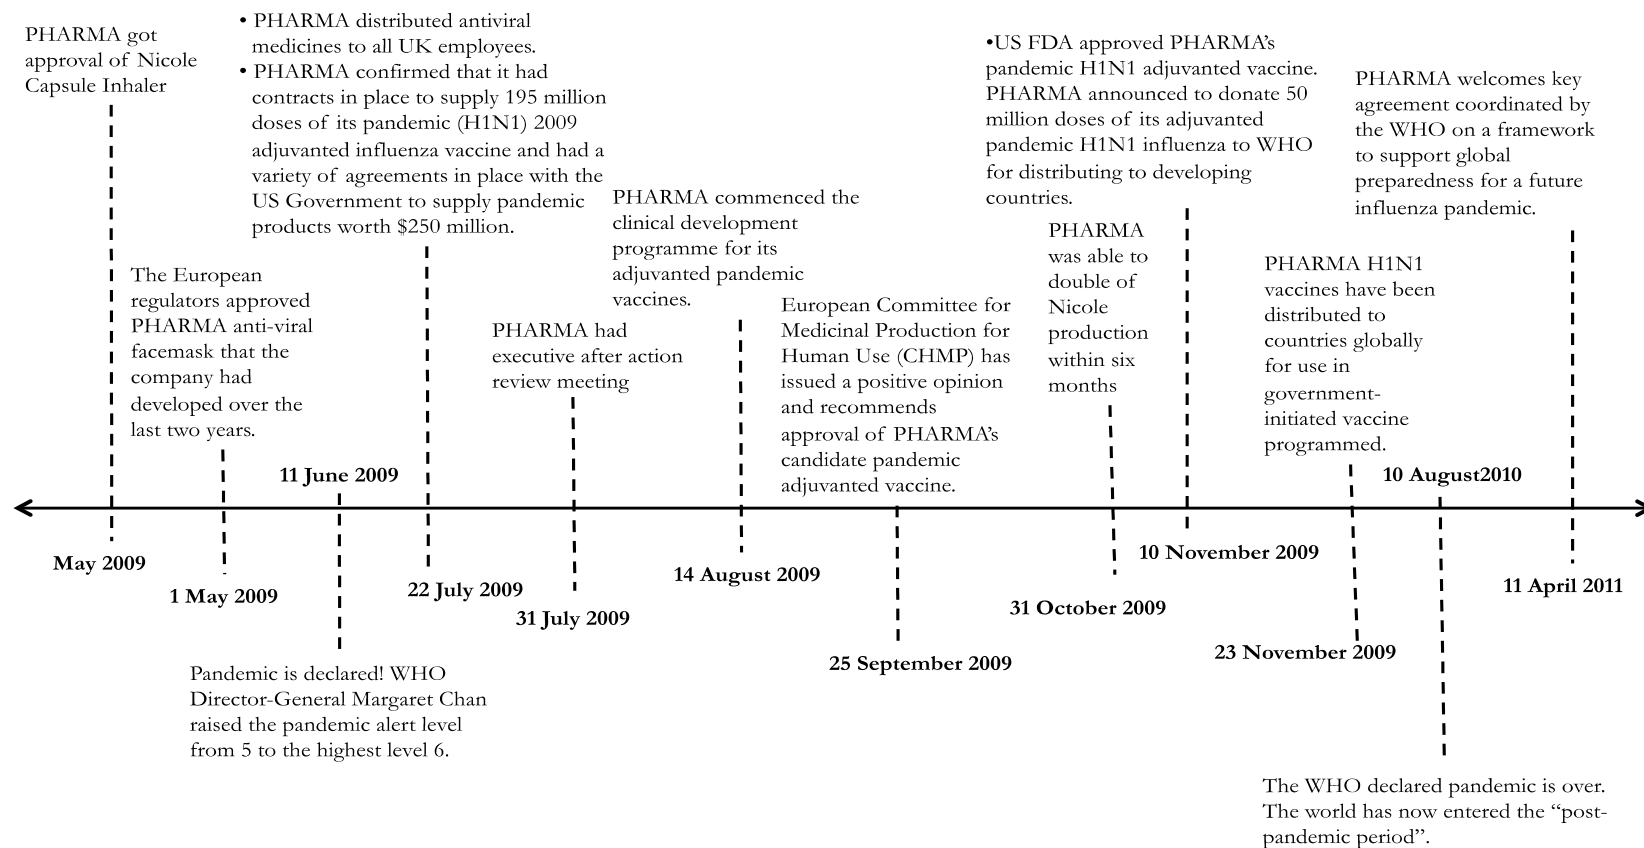 PHARMA got
approval of Nicole
Capsule Inhaler
May 2009
The European
regulators approved
PHARMA anti-viral
facemask that the
company had
developed over the
last two years.
1 May 2009
11 June 2009
Pandemic is declared! WHO
Director-General Margaret Chan
raised the pandemic alert level
from 5 to the highest level 6.
• PHARMA distributed antiviral
medicines to all UK employees.
• PHARMA confirmed that it had
contracts in place to supply 195 million
doses of its pandemic (H1N1) 2009
adjuvanted influenza vaccine and had a
variety of agreements in place with the
US Government to supply pandemic
products worth $250 million.
22 July 2009
PHARMA had
executive after action
review meeting
31 July 2009
PHARMA commenced the
clinical development
programme for its
adjuvanted pandemic
vaccines.
14 August 2009
European Committee for
Medicinal Production for
Human Use (CHMP) has
issued a positive opinion
and recommends
approval of PHARMA's
candidate pandemic
adjuvanted vaccine.
25 September 2009
PHARMA
was able to
double of
Nicole
production
within six
months
31 October 2009
•US FDA approved PHARMA's
pandemic H1N1 adjuvanted vaccine.
PHARMA announced to donate 50
million doses of its adjuvanted
pandemic H1N1 influenza to WHO
for distributing to developing
countries.
10 November 2009
PHARMA H1N1
vaccines have been
distributed to
countries globally
for use in
government-
initiated vaccine
programmed.
23 November 2009
10 August2010
The WHO declared pandemic is over.
The world has now entered the “post-
pandemic period”.
PHARMA welcomes key
agreement coordinated by
the WHO on a framework
to support global
preparedness for a future
influenza pandemic.
11 April 2011